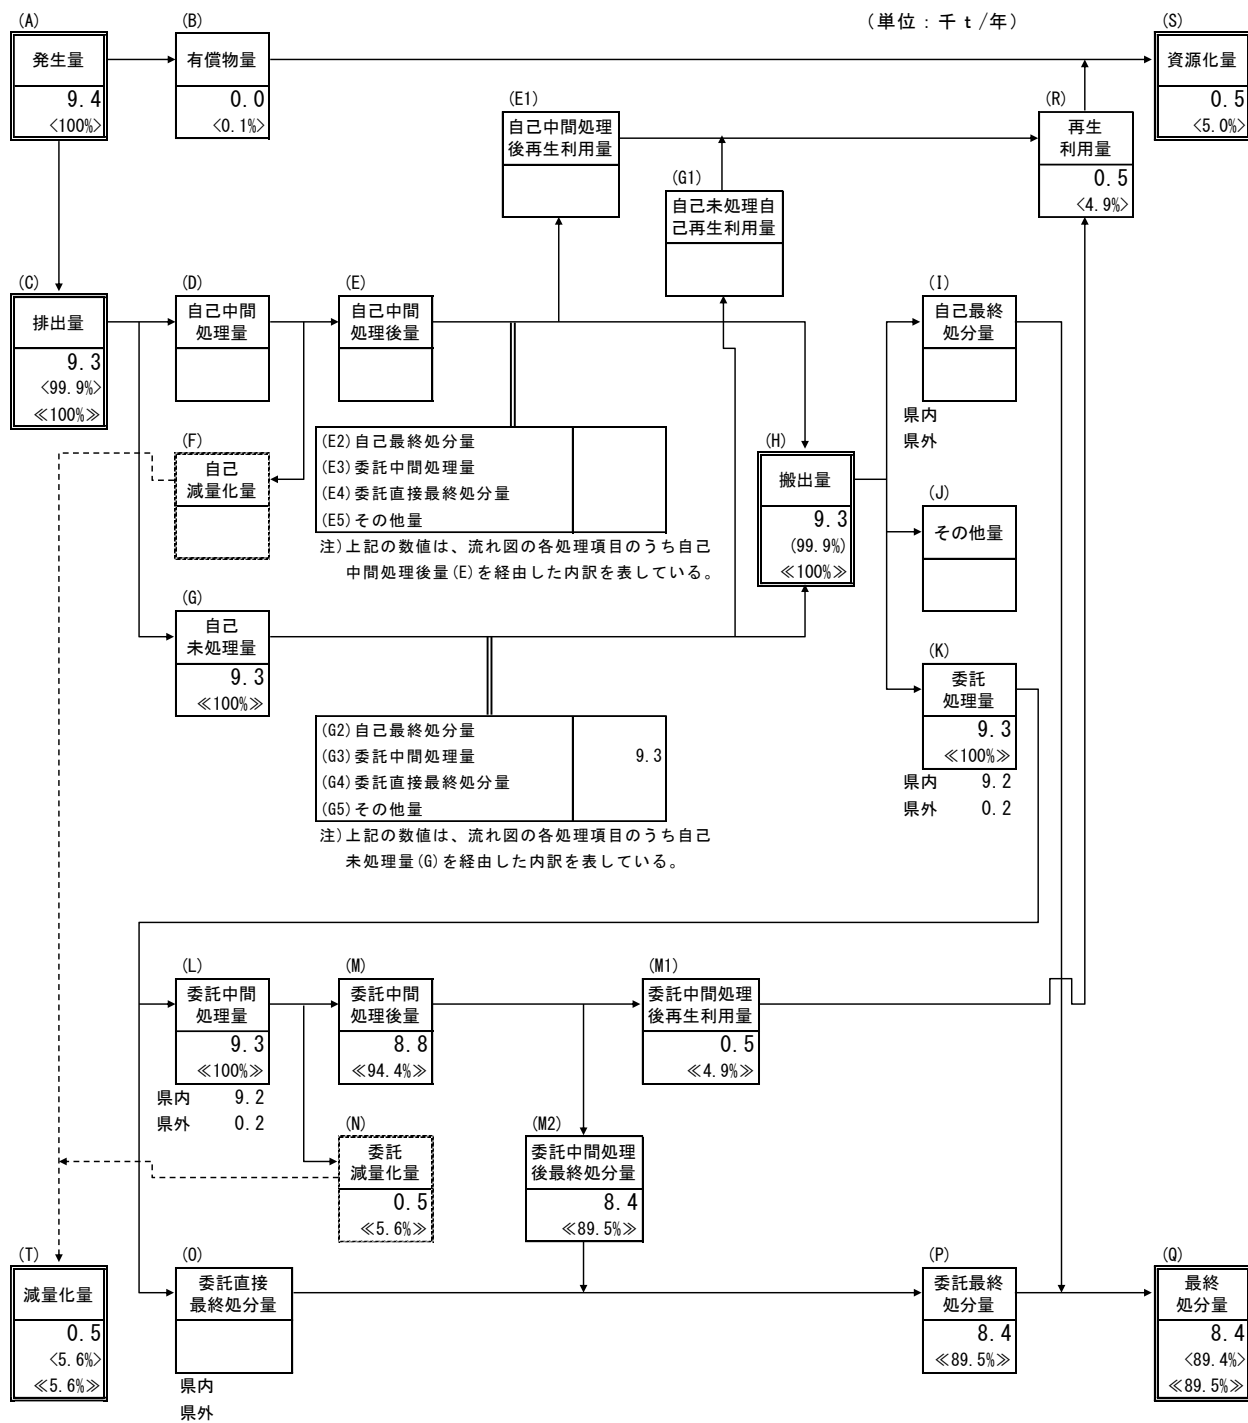 (単位：千ｔ/年)
(A)
発生量
9.4
<100%>
(B)
有償物量
0.0
<0.1%>
(S)
資源化量
0.5
<5.0%>
(E1)
自己中間処理
後再生利用量
(R)
再生
利用量
0.5
<4.9%>
(G1)
自己未処理自
己再生利用量
(C)
排出量
9.3
<99.9%>
≪100%≫
(D)
自己中間
処理量
(E)
自己中間
処理後量
(I)
自己最終
処分量
県内
県外
(F)
自己
減量化量
(E2)自己最終処分量
(E3)委託中間処理量
(E4)委託直接最終処分量
(E5)その他量
注)上記の数値は、流れ図の各処理項目のうち自己
中間処理後量(E)を経由した内訳を表している。
(H)
搬出量
9.3
(99.9%)
≪100%≫
(J)
その他量
(G)
自己
未処理量
9.3
≪100%≫
(G2)自己最終処分量
(G3)委託中間処理量 9.3
(G4)委託直接最終処分量
(G5)その他量
注)上記の数値は、流れ図の各処理項目のうち自己
未処理量(G)を経由した内訳を表している。
(K)
委託
処理量
9.3
≪100%≫
県内 9.2
県外 0.2
(L)
委託中間
処理量
9.3
≪100%≫
県内 9.2
県外 0.2
(M)
委託中間
処理後量
8.8
≪94.4%≫
(M1)
委託中間処理
後再生利用量
0.5
≪4.9%≫
(N)
委託
減量化量
0.5
≪5.6%≫
(M2)
委託中間処理
後最終処分量
8.4
≪89.5%≫
(T)
減量化量
0.5
<5.6%>
≪5.6%≫
(O)
委託直接
最終処分量
県内
県外
(P)
委託最終
処分量
8.4
≪89.5%≫
(Q)
最終
処分量
8.4
<89.4%>
≪89.5%≫